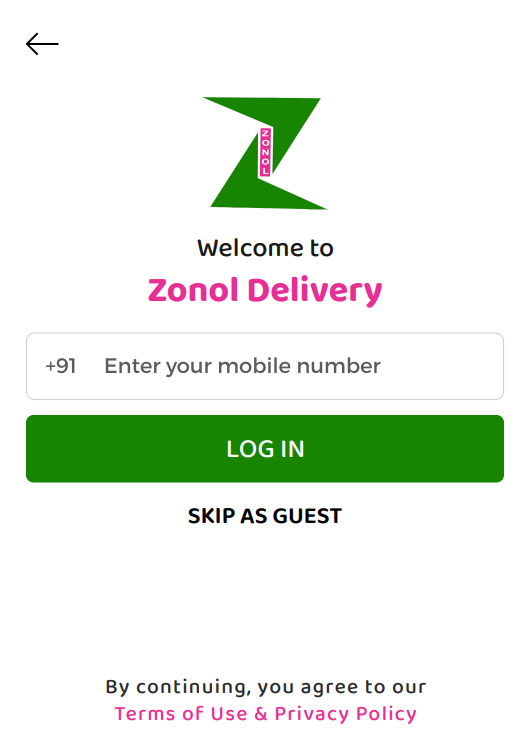 ZONOL
Welcome to
Zonol Delivery
+91 Enter your mobile number
LOG IN
SKIP AS GUEST
By continuing, you agree to our
Terms of Use & Privacy Policy